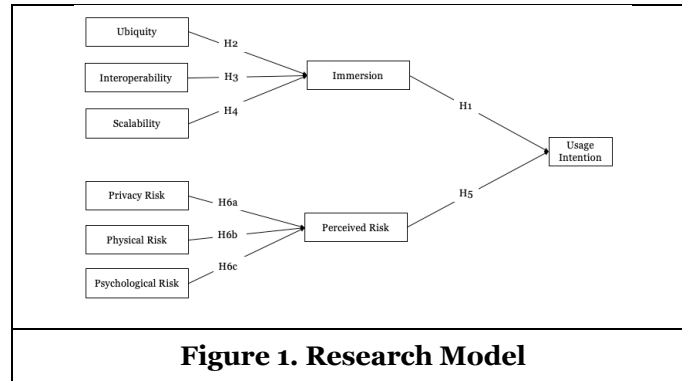 Ubiquity
H2
Interoperability
H3
Immersion
Scalability
H4
H1
Usage
Intention
H5
Privacy Risk
H6a
Physical Risk
H6b
Perceived Risk
Psychological Risk
H6c
Figure 1. Research Model